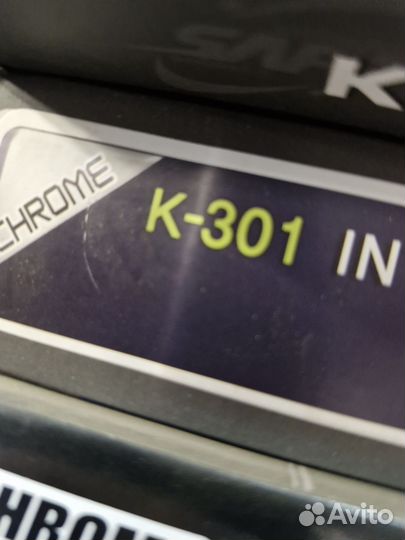 K
CHROME
K-301 IN
Avito